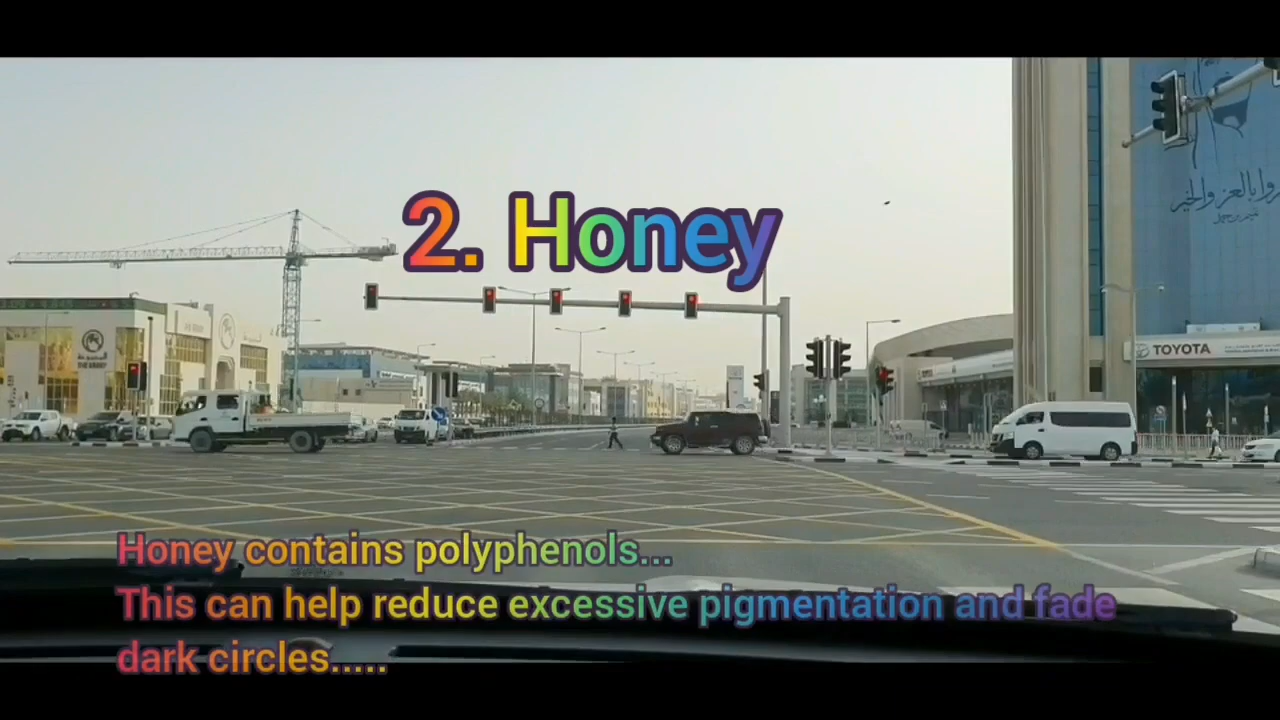 2. Honey
TOYOTA
Honey contains polyphenols...
This can help reduce excessive pigmentation and fade
dark circles.....